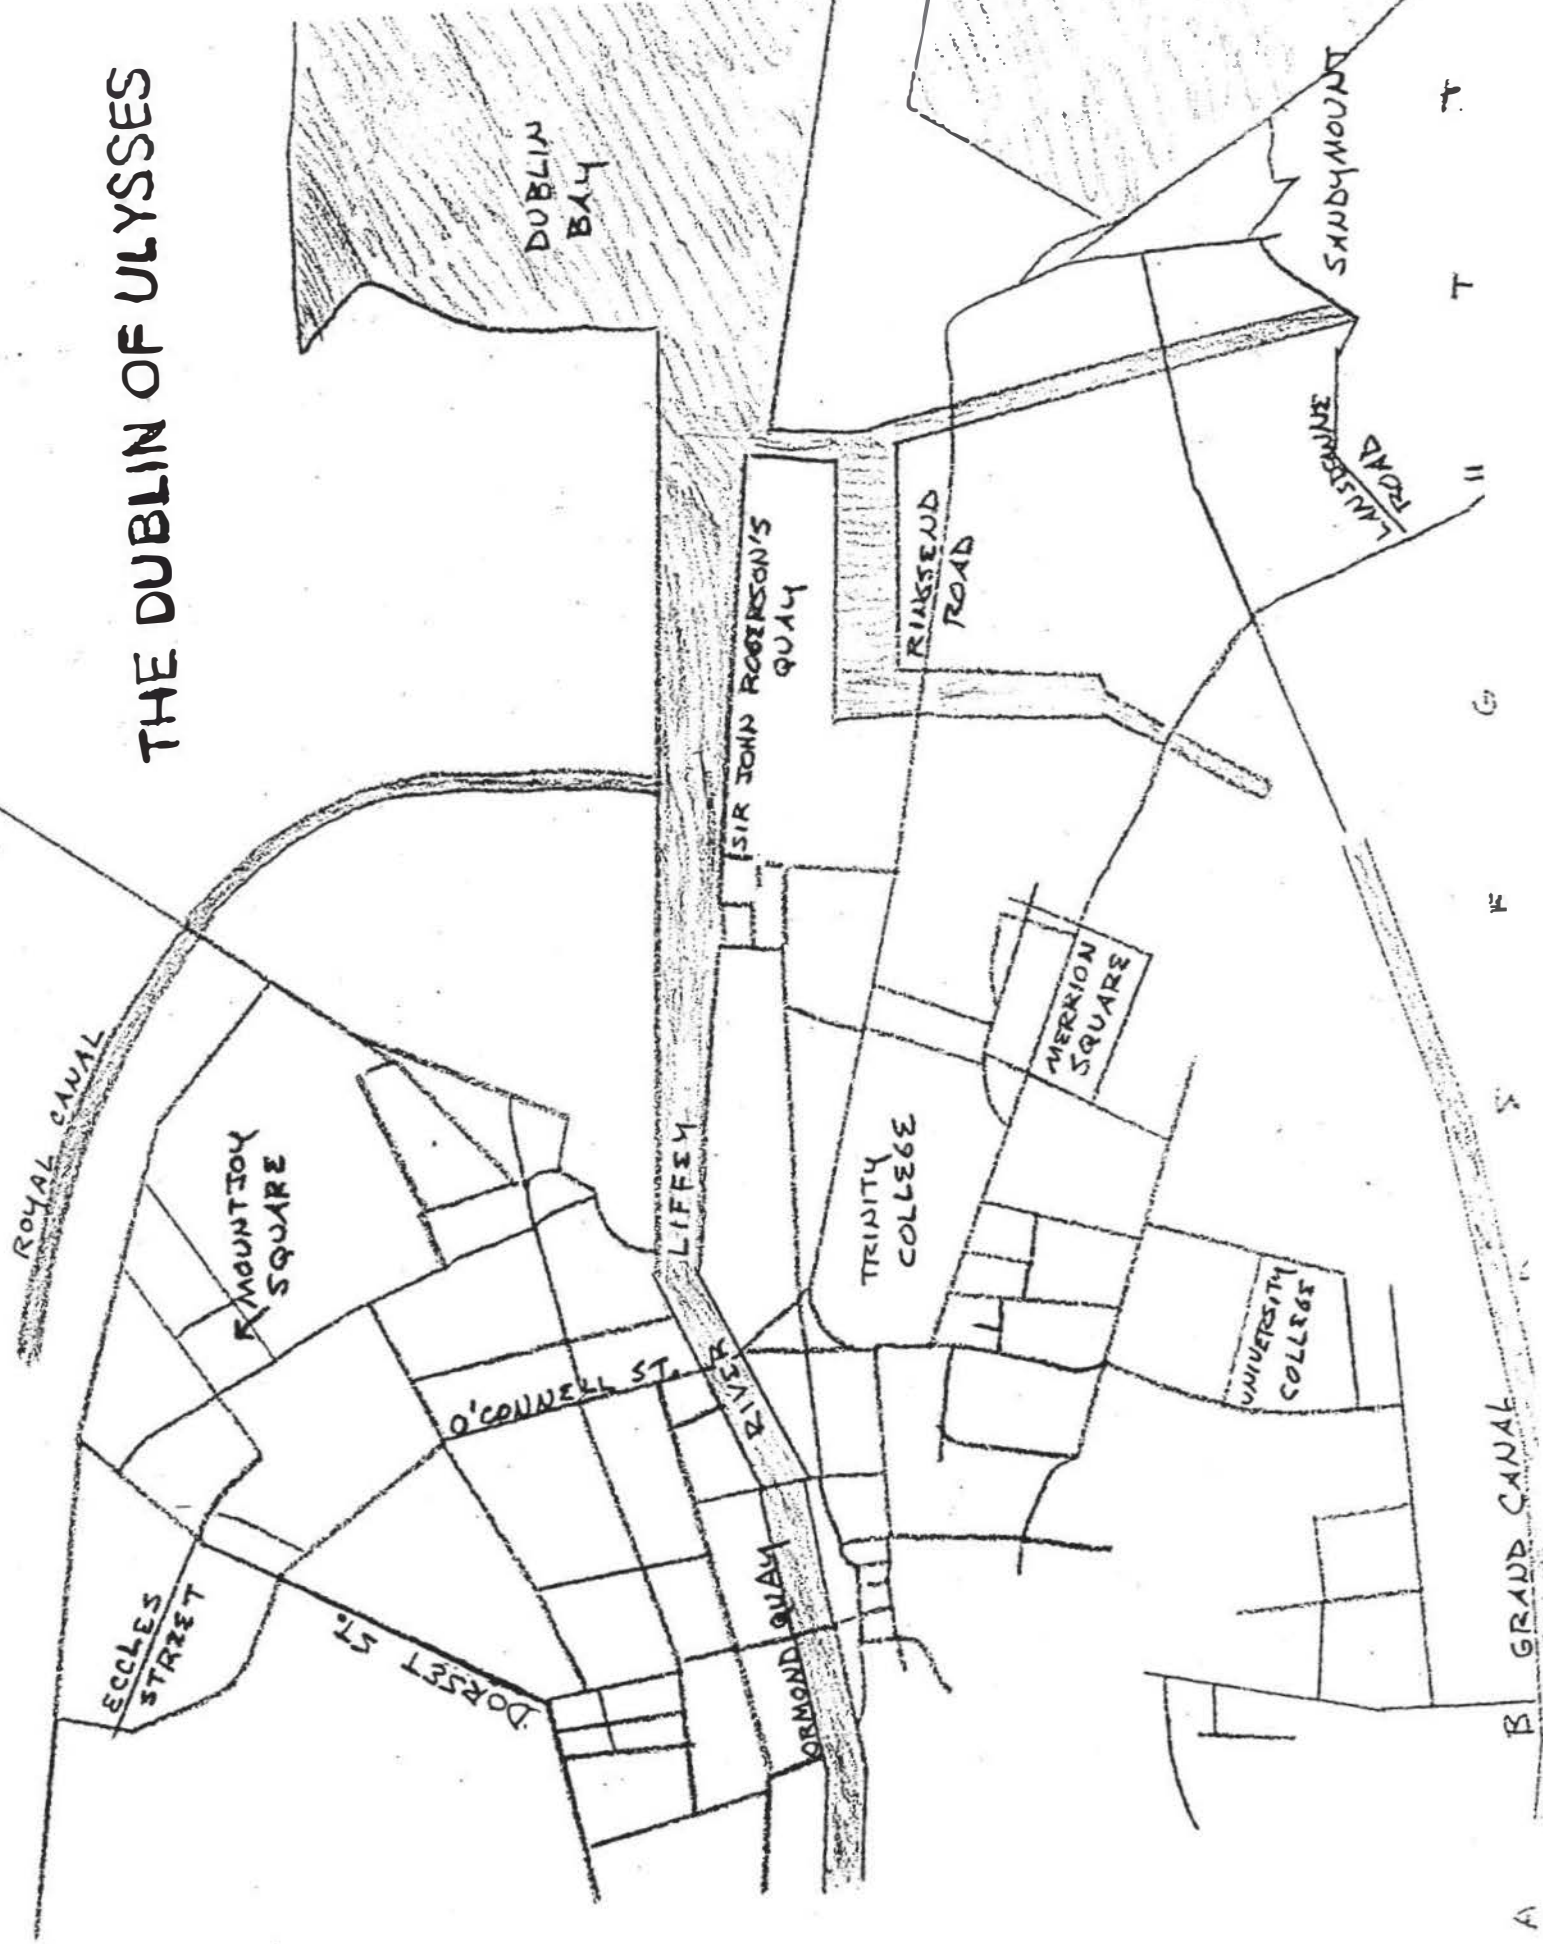 THE DUBLIN OF ULYSSES
ROYAL CANAL
DUBLIN
BAY
MOUNTJOY
SQUARE
ECCLES
STREET
DORSET ST.
O'CONNELL ST.
RIVER LIFFEY
ORMOND QUAY
SIR JOHN ROGERSON'S
QUAY
RINGSEND
ROAD
TRINITY
COLLEGE
MERRION
SQUARE
UNIVERSITY
COLLEGE
SANDYMOUNT
LANSDOWNE
ROAD
GRAND CANAL
A B